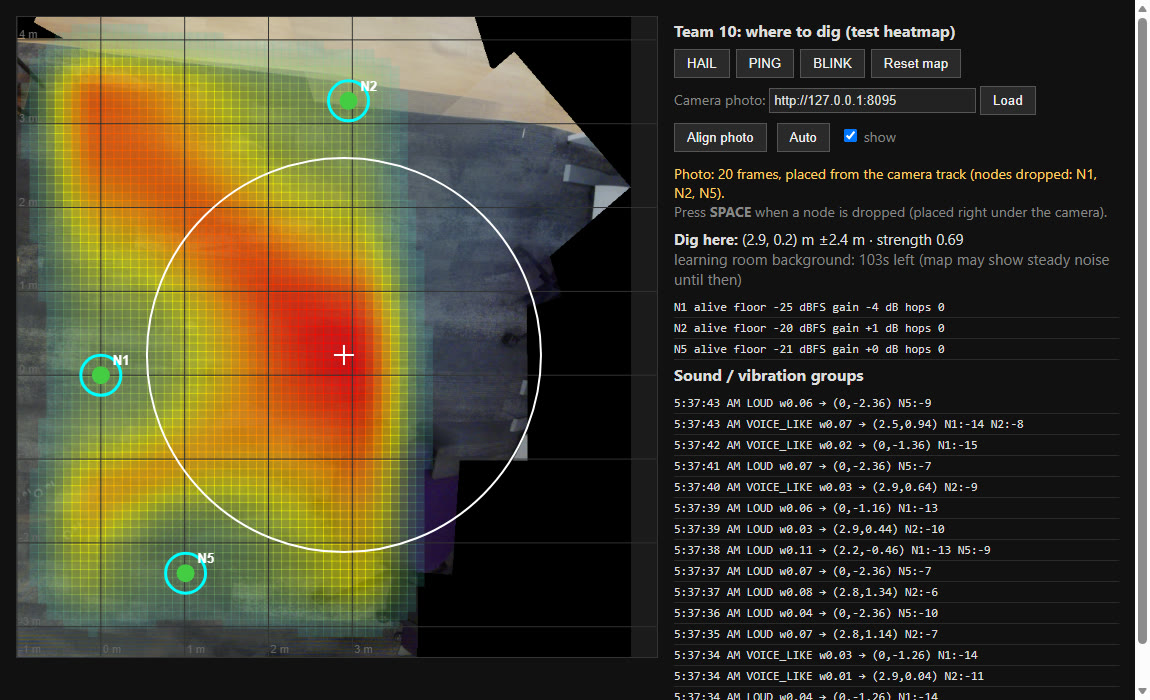 4 m
N2
3 m
2 m
1 m
N1
0 m
N5
-3 m
-1 m
0 m
1 m
2 m
3 m
Team 10: where to dig (test heatmap)
HAIL PING BLINK Reset map
Camera photo: http://127.0.0.1:8095 Load
Align photo Auto show
Photo: 20 frames, placed from the camera track (nodes dropped: N1,
N2, N5).
Press SPACE when a node is dropped (placed right under the camera).
Dig here: (2.9, 0.2) m ±2.4 m · strength 0.69
learning room background: 103s left (map may show steady noise
until then)
N1 alive floor -25 dBFS gain -4 dB hops 0
N2 alive floor -20 dBFS gain +1 dB hops 0
N5 alive floor -21 dBFS gain +0 dB hops 0
Sound / vibration groups
5:37:43 AM LOUD w0.06 → (0,-2.36) N5:-9
5:37:43 AM VOICE_LIKE w0.07 → (2.5,0.94) N1:-14 N2:-8
5:37:42 AM VOICE_LIKE w0.02 → (0,-1.36) N1:-15
5:37:41 AM LOUD w0.07 → (0,-2.36) N5:-7
5:37:40 AM VOICE_LIKE w0.03 → (2.9,0.64) N2:-9
5:37:39 AM LOUD w0.06 → (0,-1.16) N1:-13
5:37:39 AM LOUD w0.03 → (2.9,0.44) N2:-10
5:37:38 AM LOUD w0.11 → (2.2,-0.46) N1:-13 N5:-9
5:37:37 AM LOUD w0.07 → (0,-2.36) N5:-7
5:37:37 AM LOUD w0.08 → (2.8,1.34) N2:-6
5:37:36 AM LOUD w0.04 → (0,-2.36) N5:-10
5:37:35 AM LOUD w0.07 → (2.8,1.14) N2:-7
5:37:34 AM VOICE_LIKE w0.03 → (0,-1.26) N1:-14
5:37:34 AM VOICE_LIKE w0.01 → (2.9,0.04) N2:-11
5:37:34 AM LOUD w0.04 → (0,-1.26) N1:-14